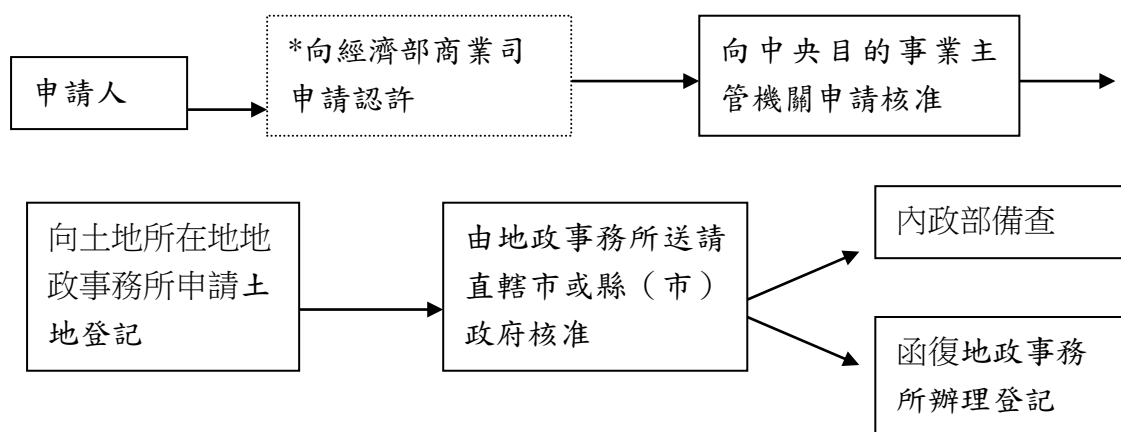 申請人
*向經濟部商業司
申請認許
向中央目的事業主
管機關申請核准
向土地所在地地
政事務所申請土
地登記
由地政事務所送請
直轄市或縣（市）
政府核准
內政部備查
函復地政事務
所辦理登記